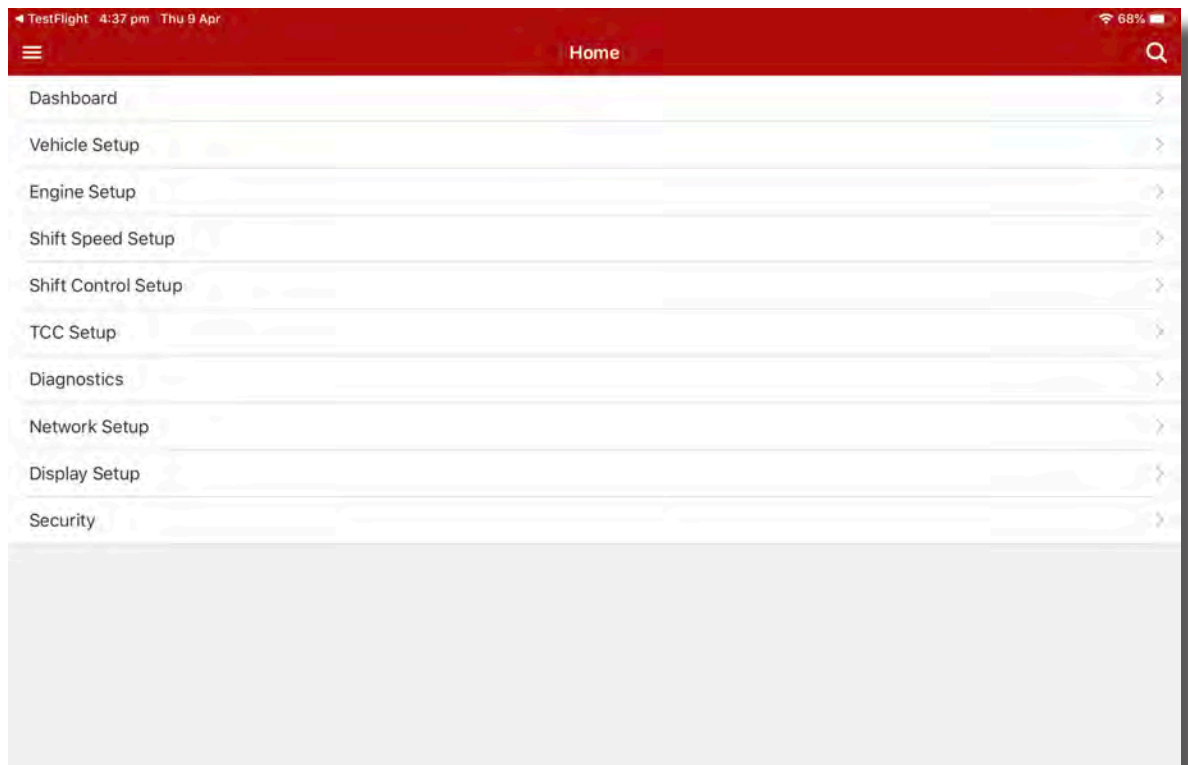 TestFlight 4:37 pm Thu 9 Apr 68%
Home
Dashboard
Vehicle Setup
Engine Setup
Shift Speed Setup
Shift Control Setup
TCC Setup
Diagnostics
Network Setup
Display Setup
Security